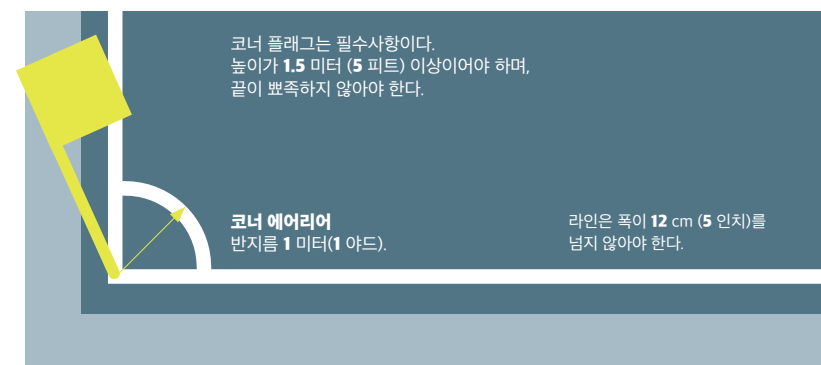 코너 플래그는 필수사항이다.
높이가 1.5 미터 (5 피트) 이상이어야 하며,
끝이 뾰족하지 않아야 한다.
코너 에어리어
반지름 1 미터(1 야드).
라인은 폭이 12 cm (5 인치)를
넘지 않아야 한다.